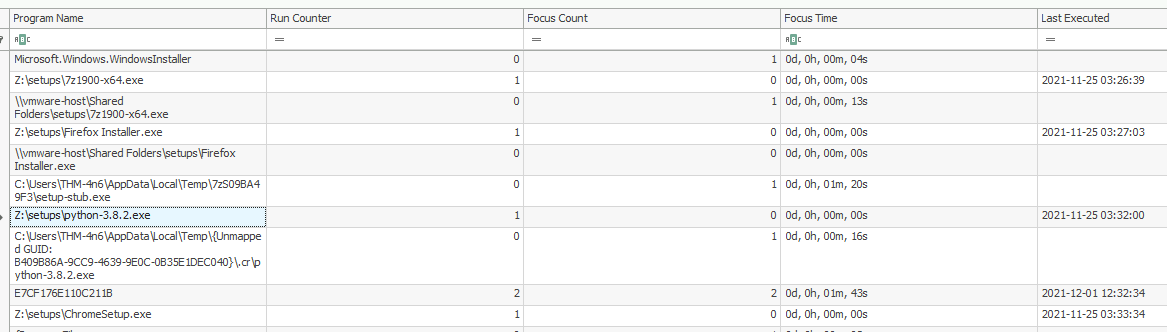 Program Name Run Counter Focus Count Focus Time Last Executed
ABC = = ABC =
Microsoft.Windows.WindowsInstaller 0 1 0d, 0h, 00m, 04s
Z:\setups\7z1900-x64.exe 1 0 0d, 0h, 00m, 00s 2021-11-25 03:26:39
\\vmware-host\Shared 0 1 0d, 0h, 00m, 13s
Folders\setups\7z1900-x64.exe
Z:\setups\Firefox Installer.exe 1 0 0d, 0h, 00m, 00s 2021-11-25 03:27:03
\\vmware-host\Shared Folders\setups\Firefox 0 0 0d, 0h, 00m, 00s
Installer.exe
C:\Users\THM-4n6\AppData\Local\Temp\7zS09BA4 0 1 0d, 0h, 01m, 20s
9F3\setup-stub.exe
Z:\setups\python-3.8.2.exe 1 0 0d, 0h, 00m, 00s 2021-11-25 03:32:00
C:\Users\THM-4n6\AppData\Local\Temp\{Unmappe 0 1 0d, 0h, 00m, 16s
d GUID:
B409B86A-9CC9-4639-9E0C-0B35E1DEC040}\.cr\p
ython-3.8.2.exe
E7CF176E110C211B 2 2 0d, 0h, 01m, 43s 2021-12-01 12:32:34
Z:\setups\ChromeSetup.exe 1 0 0d, 0h, 00m, 00s 2021-11-25 03:33:34